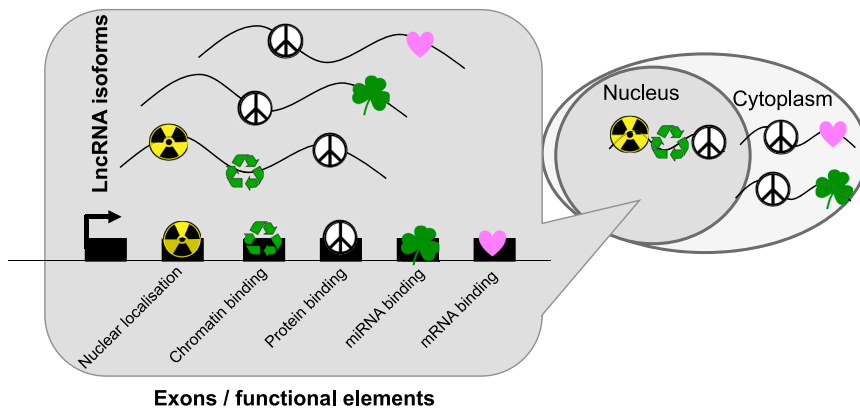 LncRNA isoforms
Nucleus
Cytoplasm
Nuclear localisation
Chromatin binding
Protein binding
miRNA binding
mRNA binding
Exons / functional elements